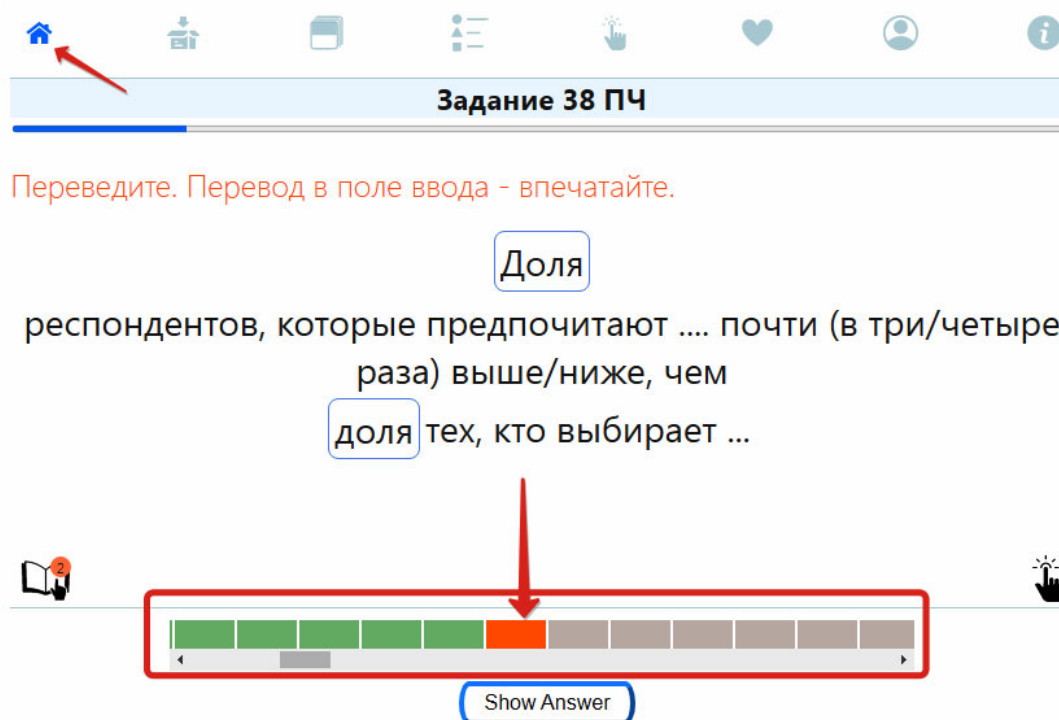 Задание 38 ПЧ
Переведите. Перевод в поле ввода - впечатайте.
Доля
респондентов, которые предпочитают .... почти (в три/четыре
раза) выше/ниже, чем
доля тех, кто выбирает ...
2
Show Answer